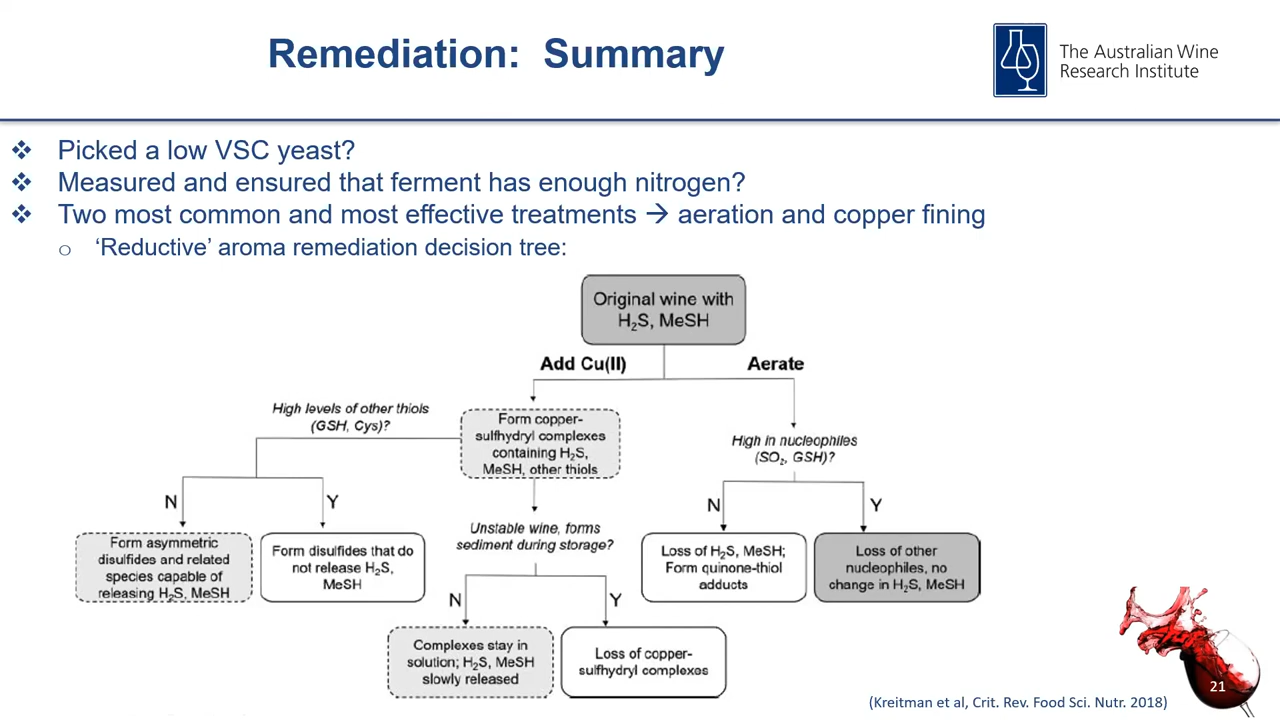 Remediation: Summary
The Australian Wine
Research Institute
❖ Picked a low VSC yeast?
❖ Measured and ensured that ferment has enough nitrogen?
❖ Two most common and most effective treatments → aeration and copper fining
o ‘Reductive’ aroma remediation decision tree:
Original wine with
H₂S, MeSH
Add Cu(II)
Aerate
High levels of other thiols
(GSH, Cys)?
Form copper-
sulfhydryl complexes
containing H₂S,
MeSH, other thiols
High in nucleophiles
(SO₂, GSH)?
N
Y
Unstable wine, forms
sediment during storage?
N
Y
Form asymmetric
disulfides and related
species capable of
releasing H₂S, MeSH
Form disulfides that do
not release H₂S,
MeSH
Loss of H₂S, MeSH;
Form quinone-thiol
adducts
Loss of other
nucleophiles, no
change in H₂S, MeSH
N
Y
Complexes stay in
solution; H₂S, MeSH
slowly released
Loss of copper-
sulfhydryl complexes
21
(Kreitman et al, Crit. Rev. Food Sci. Nutr. 2018)